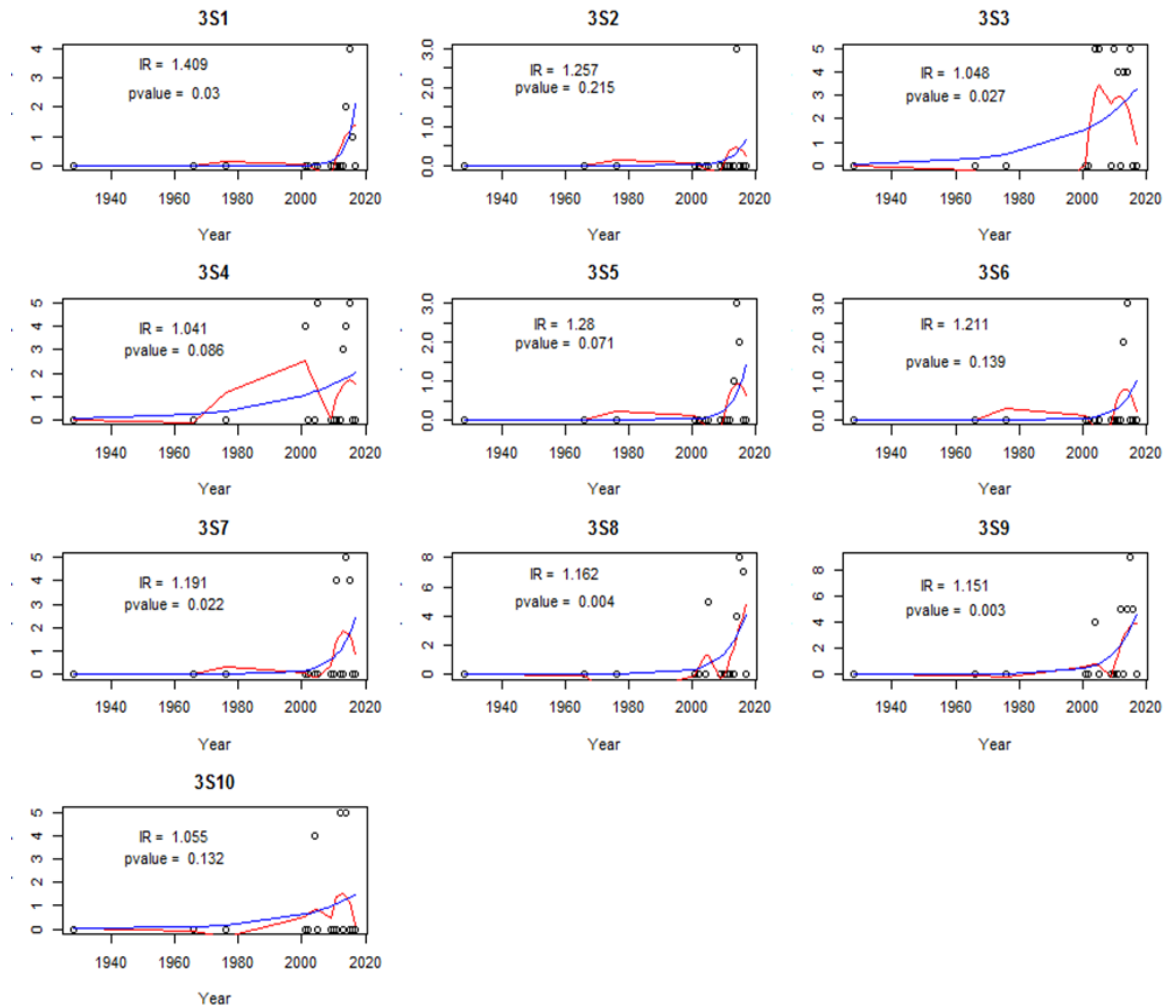 3S1
4
3
2
1
0
IR = 1.409
pvalue = 0.03
1940 1960 1980 2000 2020
Year
3S2
3.0
2.0
1.0
0.0
IR = 1.257
pvalue = 0.215
1940 1960 1980 2000 2020
Year
3S3
5
4
3
2
1
0
IR = 1.048
pvalue = 0.027
1940 1960 1980 2000 2020
Year
3S4
5
4
3
2
1
0
IR = 1.041
pvalue = 0.086
1940 1960 1980 2000 2020
Year
3S5
3.0
2.0
1.0
0.0
IR = 1.28
pvalue = 0.071
1940 1960 1980 2000 2020
Year
3S6
3.0
2.0
1.0
0.0
IR = 1.211
pvalue = 0.139
1940 1960 1980 2000 2020
Year
3S7
5
4
3
2
1
0
IR = 1.191
pvalue = 0.022
1940 1960 1980 2000 2020
Year
3S8
8
6
4
2
0
IR = 1.162
pvalue = 0.004
1940 1960 1980 2000 2020
Year
3S9
8
6
4
2
0
IR = 1.151
pvalue = 0.003
1940 1960 1980 2000 2020
Year
3S10
5
4
3
2
1
0
IR = 1.055
pvalue = 0.132
1940 1960 1980 2000 2020
Year